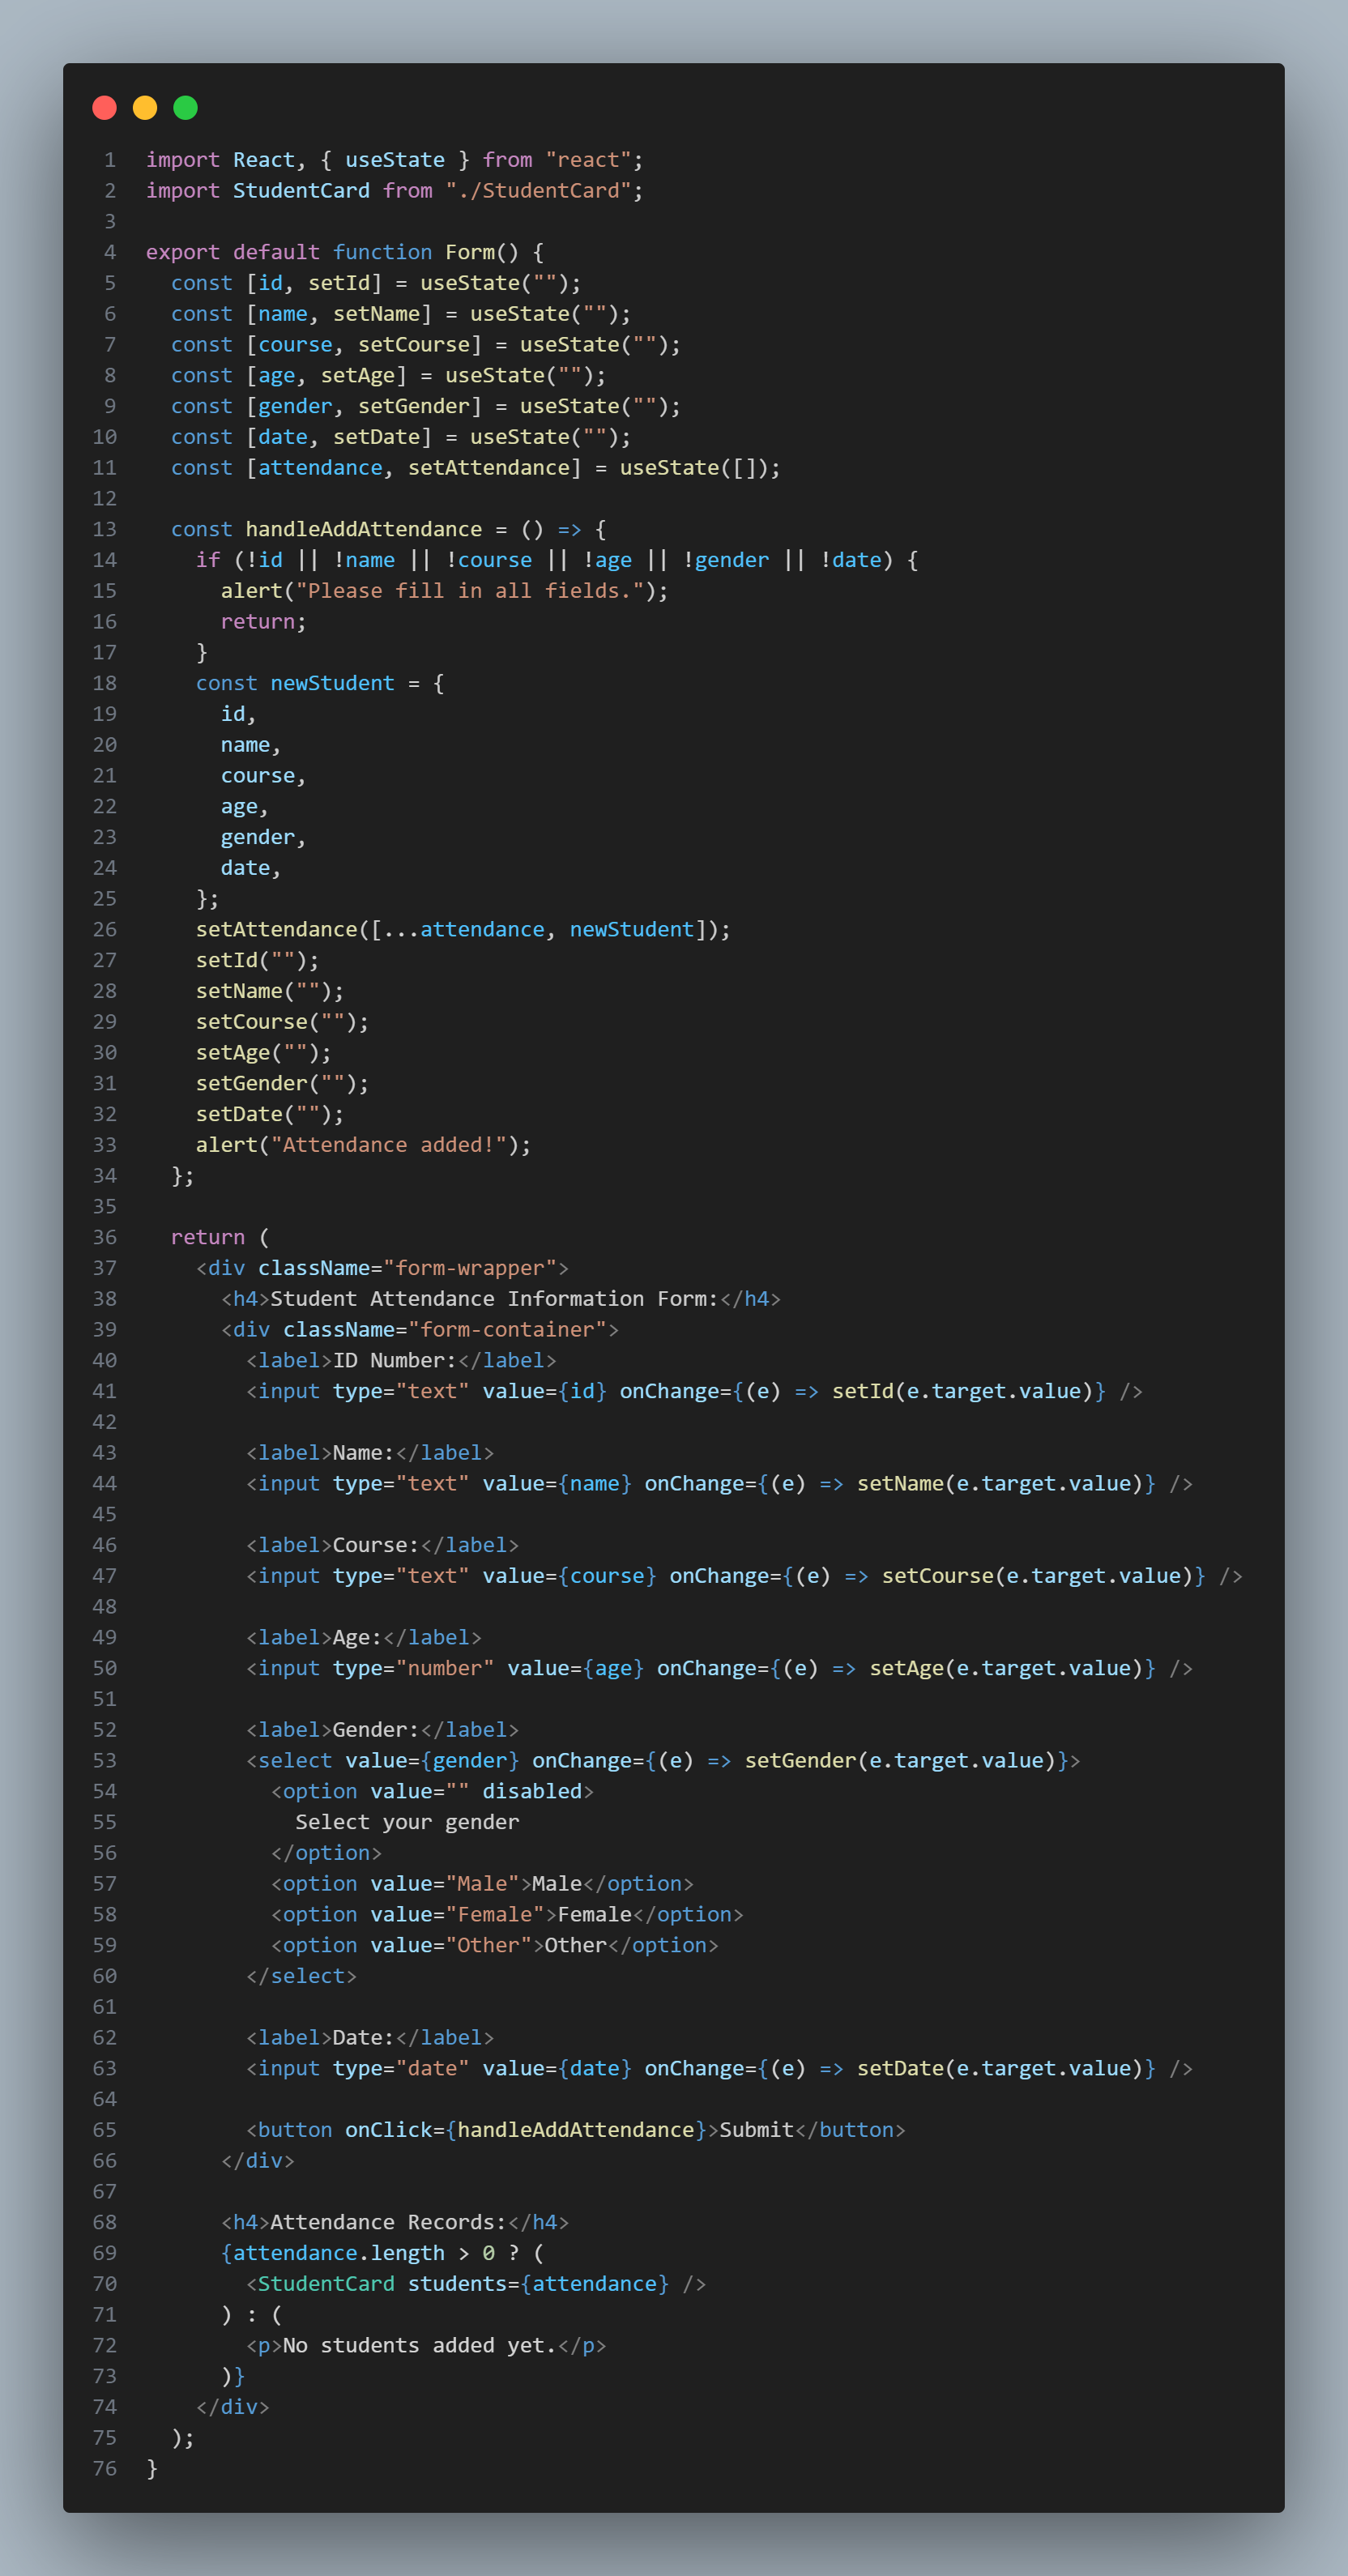 1 import React, { useState } from "react";
2 import StudentCard from "./StudentCard";
3
4 export default function Form() {
5   const [id, setId] = useState("");
6   const [name, setName] = useState("");
7   const [course, setCourse] = useState("");
8   const [age, setAge] = useState("");
9   const [gender, setGender] = useState("");
10   const [date, setDate] = useState("");
11   const [attendance, setAttendance] = useState([]);
12
13   const handleAddAttendance = () => {
14     if (!id || !name || !course || !age || !gender || !date) {
15       alert("Please fill in all fields.");
16       return;
17     }
18     const newStudent = {
19       id,
20       name,
21       course,
22       age,
23       gender,
24       date,
25     };
26     setAttendance([...attendance, newStudent]);
27     setId("");
28     setName("");
29     setCourse("");
30     setAge("");
31     setGender("");
32     setDate("");
33     alert("Attendance added!");
34   };
35
36   return (
37     <div className="form-wrapper">
38       <h4>Student Attendance Information Form:</h4>
39       <div className="form-container">
40         <label>ID Number:</label>
41         <input type="text" value={id} onChange={(e) => setId(e.target.value)} />
42
43         <label>Name:</label>
44         <input type="text" value={name} onChange={(e) => setName(e.target.value)} />
45
46         <label>Course:</label>
47         <input type="text" value={course} onChange={(e) => setCourse(e.target.value)} />
48
49         <label>Age:</label>
50         <input type="number" value={age} onChange={(e) => setAge(e.target.value)} />
51
52         <label>Gender:</label>
53         <select value={gender} onChange={(e) => setGender(e.target.value)}>
54           <option value="" disabled>
55             Select your gender
56           </option>
57           <option value="Male">Male</option>
58           <option value="Female">Female</option>
59           <option value="Other">Other</option>
60         </select>
61
62         <label>Date:</label>
63         <input type="date" value={date} onChange={(e) => setDate(e.target.value)} />
64
65         <button onClick={handleAddAttendance}>Submit</button>
66       </div>
67
68       <h4>Attendance Records:</h4>
69       {attendance.length > 0 ? (
70         <StudentCard students={attendance} />
71       ) : (
72         <p>No students added yet.</p>
73       )}
74     </div>
75   );
76 }